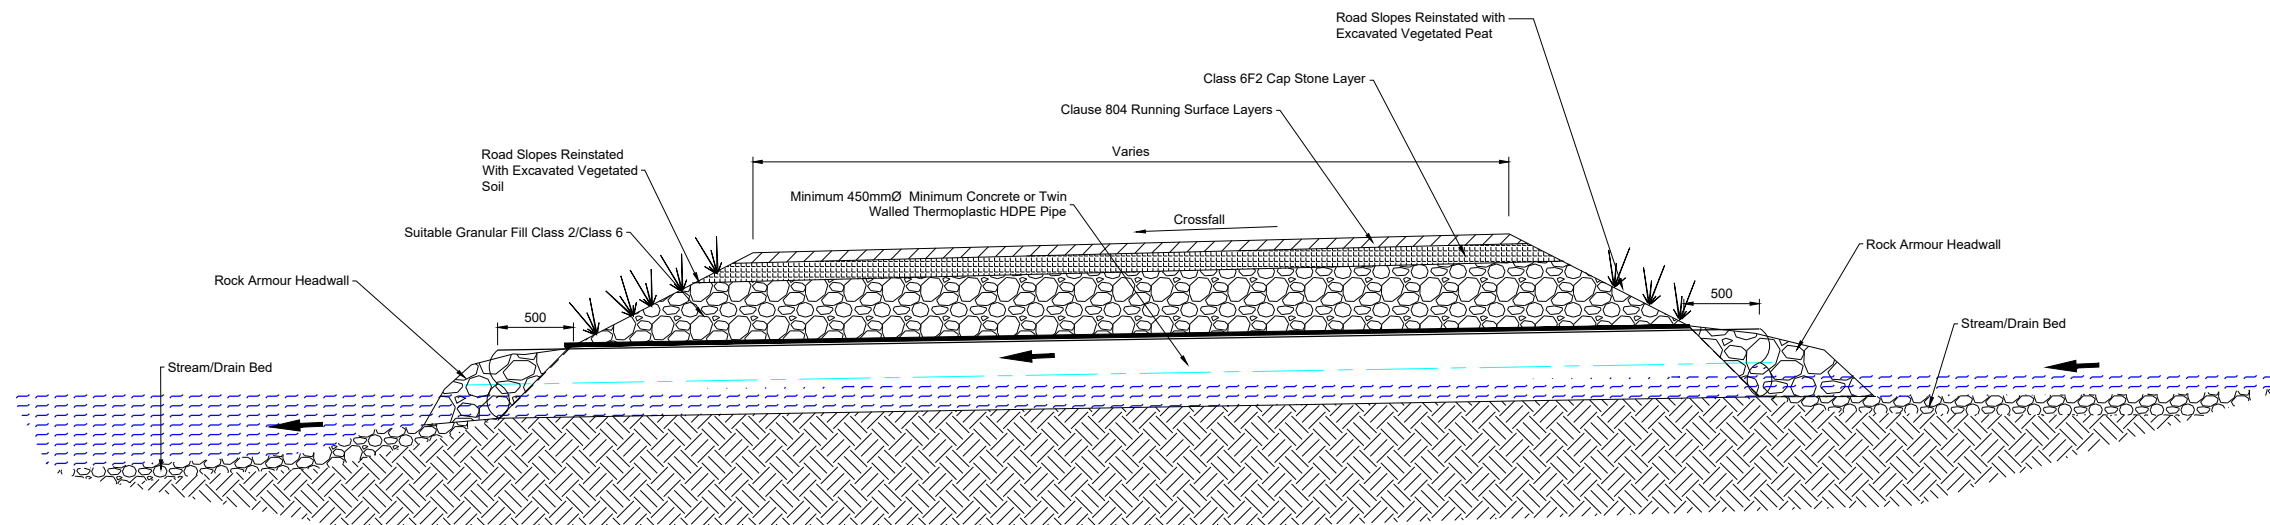 Road Slopes Reinstated with
Excavated Vegetated Peat
Class 6F2 Cap Stone Layer
Clause 804 Running Surface Layers
Varies
Road Slopes Reinstated
With Excavated Vegetated
Soil
Minimum 450mmØ  Minimum Concrete or Twin
Walled Thermoplastic HDPE Pipe
Crossfall
Suitable Granular Fill Class 2/Class 6
Rock Armour Headwall
Rock Armour Headwall
500
500
Stream/Drain Bed
Stream/Drain Bed